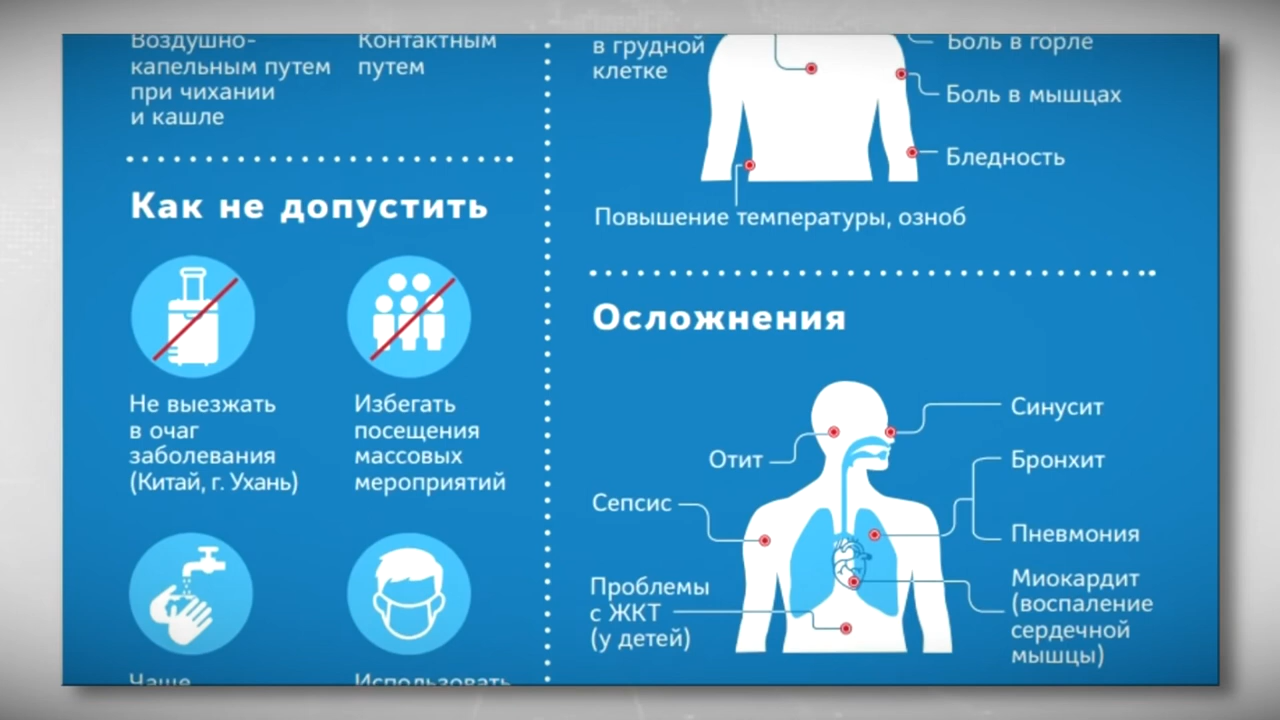 Воздушно-
капельным путем
при чихании
и кашле
Контактным
путем
Как не допустить
Не выезжать
в очаг
заболевания
(Китай, г. Ухань)
Избегать
посещения
массовых
мероприятий
Чаще
Использовать
в грудной
клетке
Боль в горле
Боль в мышцах
Бледность
Повышение температуры, озноб
Осложнения
Отит
Сепсис
Проблемы
с ЖКТ
(у детей)
Синусит
Бронхит
Пневмония
Миокардит
(воспаление
сердечной
мышцы)